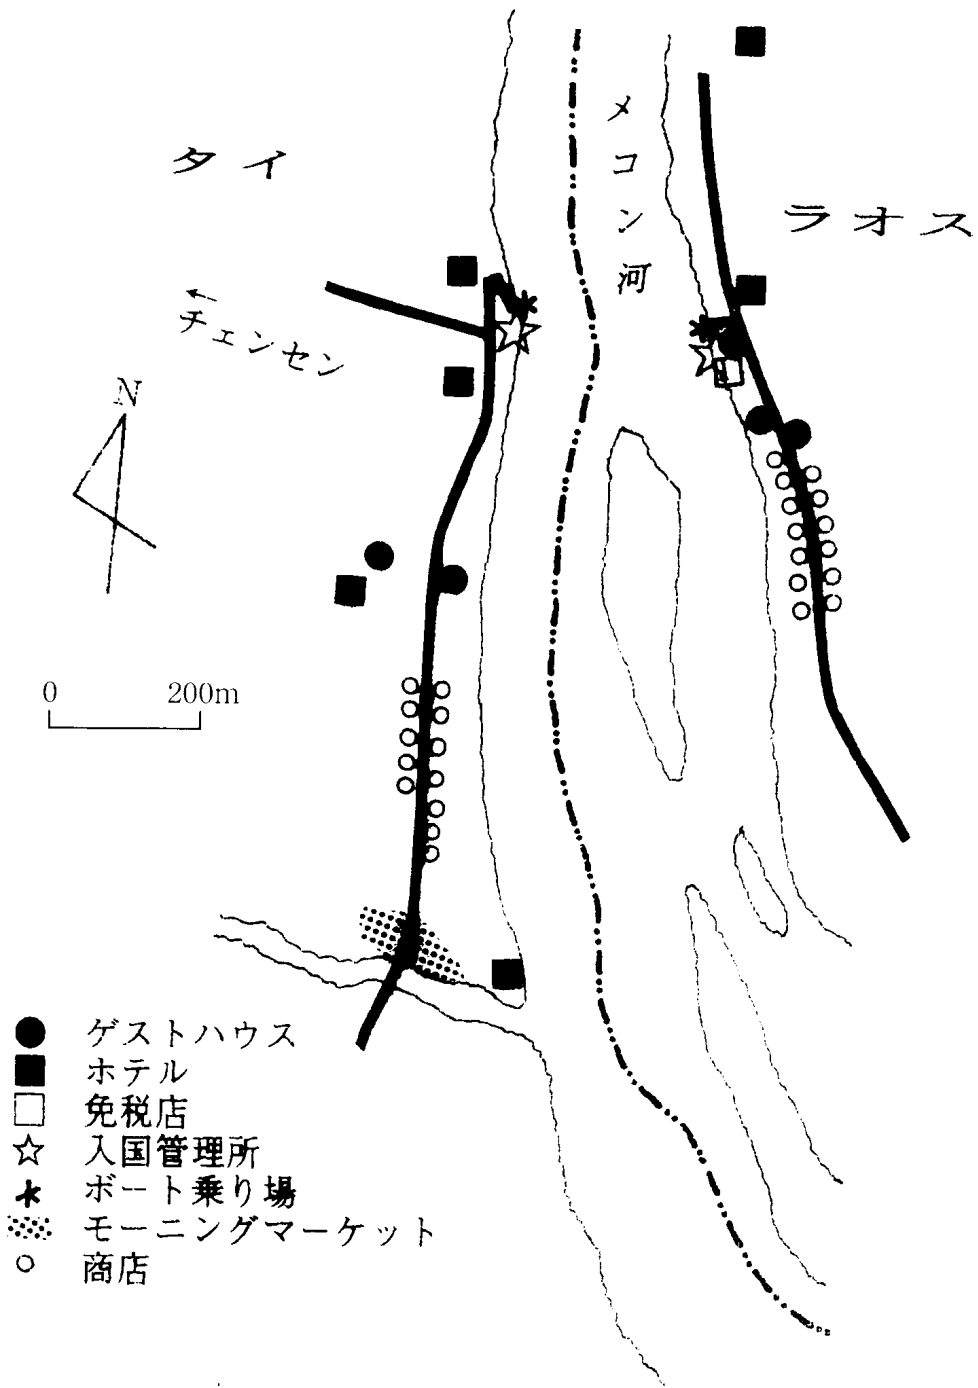 メコン河
タイ
ラオス
←
チェンセン
N
0 200m
ゲストハウス
ホテル
免税店
入国管理所
ボート乗り場
モーニングマーケット
商店